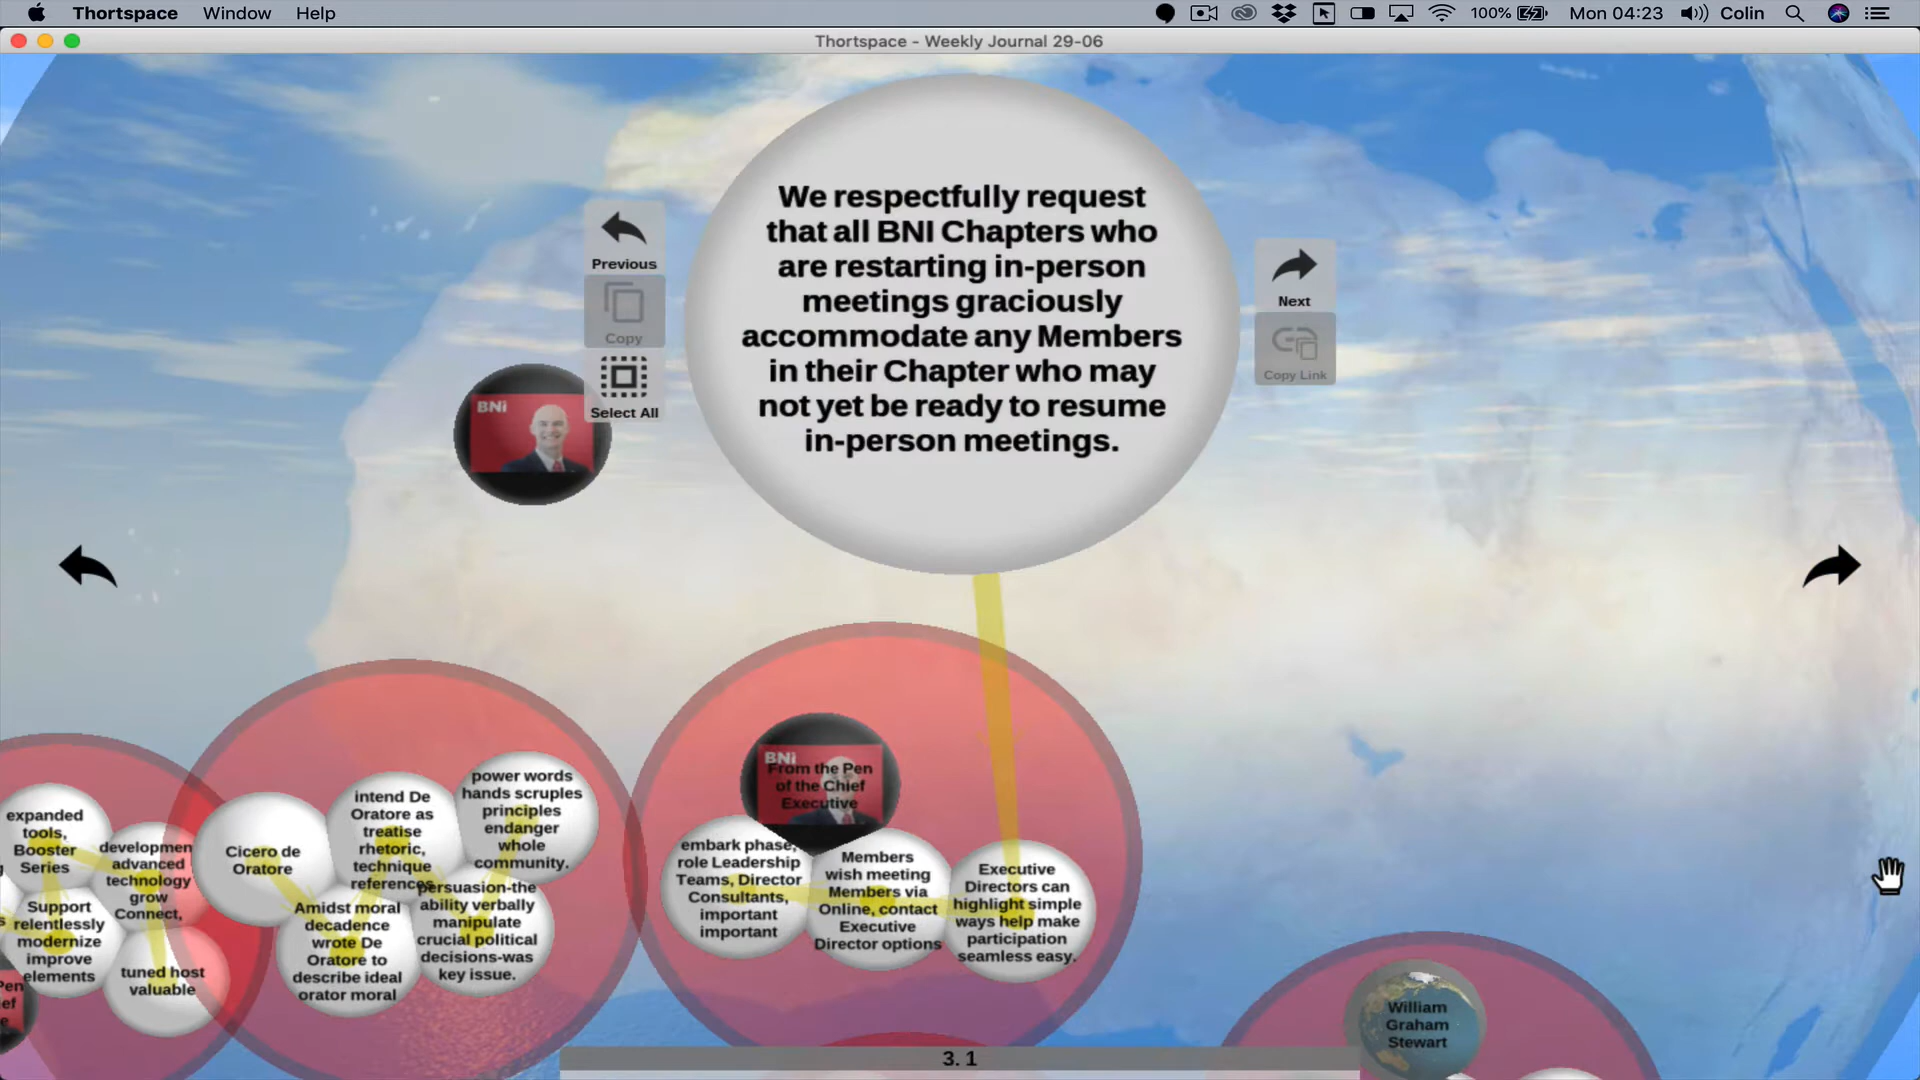 Thortspace Window Help
100%
Mon 04:23
Colin
Thortspace - Weekly Journal 29-06
We respectfully request
that all BNI Chapters who
are restarting in-person
meetings graciously
accommodate any Members
in their Chapter who may
not yet be ready to resume
in-person meetings.
Previous
Copy
Select All
Next
Copy Link
BNi
expanded
tools,
Booster
Series
developmen
advanced
technology
grow
Connect,
Support
relentlessly
modernize
improve
elements
tuned host
valuable
Cicero de
Oratore
intend De
Oratore as
treatise
rhetoric,
technique
references
power words
hands scruples
principles
endanger
whole
community.
Amidst moral
decadence
wrote De
Oratore to
describe ideal
orator moral
persuasion-the
ability verbally
manipulate
crucial political
decisions-was
key issue.
BNi
From the Pen
of the Chief
Executive
embark phase,
role Leadership
Teams, Director
Consultants,
important
important
Members
wish meeting
Members via
Online, contact
Executive
Director options
Executive
Directors can
highlight simple
ways help make
participation
seamless easy.
William
Graham
Stewart
3. 1